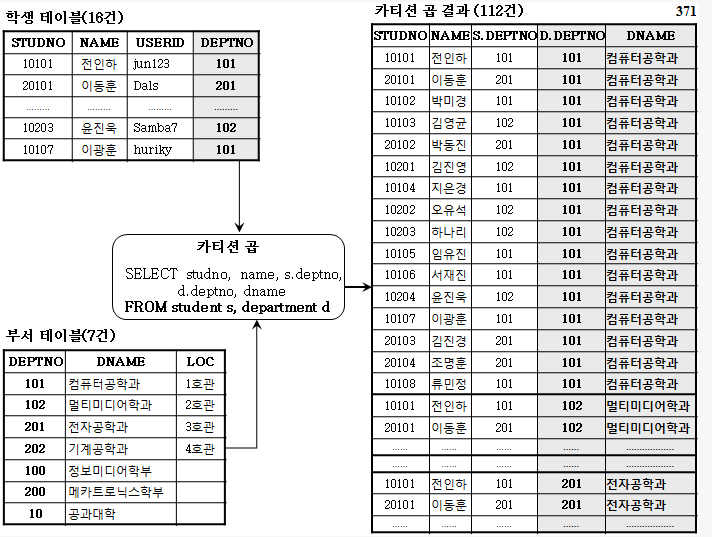 학생 테이블(16건)
STUDNO NAME USERID DEPTNO
10101 전인하 jun123 101
20101 이동훈 Dals 201
......... ......... ......... .........
10203 윤진욱 Samba7 102
10107 이광훈 huriky 101
카티션 곱
SELECT studno, name, s.deptno,
d.deptno, dname
FROM student s, department d
부서 테이블(7건)
DEPTNO DNAME LOC
101 컴퓨터공학과 1호관
102 멀티미디어학과 2호관
201 전자공학과 3호관
202 기계공학과 4호관
100 정보미디어학부
200 메카트로닉스학부
10 공과대학
카티션 곱 결과 (112건) 371
STUDNO NAME S. DEPTNO D. DEPTNO DNAME
10101 전인하 101 101 컴퓨터공학과
20101 이동훈 201 101 컴퓨터공학과
10102 박미경 101 101 컴퓨터공학과
10103 김영균 102 101 컴퓨터공학과
20102 박동진 201 101 컴퓨터공학과
10201 김진영 102 101 컴퓨터공학과
10104 지은경 101 101 컴퓨터공학과
10202 오유석 102 101 컴퓨터공학과
10203 하나리 102 101 컴퓨터공학과
10105 임유진 101 101 컴퓨터공학과
10106 서재진 101 101 컴퓨터공학과
10204 윤진욱 102 101 컴퓨터공학과
10107 이광훈 101 101 컴퓨터공학과
20103 김진경 201 101 컴퓨터공학과
20104 조명훈 201 101 컴퓨터공학과
10108 류민정 101 101 컴퓨터공학과
10101 전인하 101 102 멀티미디어학과
20101 이동훈 201 102 멀티미디어학과
...... ...... ...... ...... ..................
...... ...... ...... ...... ..................
10101 전인하 101 201 전자공학과
20101 이동훈 201 201 전자공학과
...... ...... ...... ...... ..................